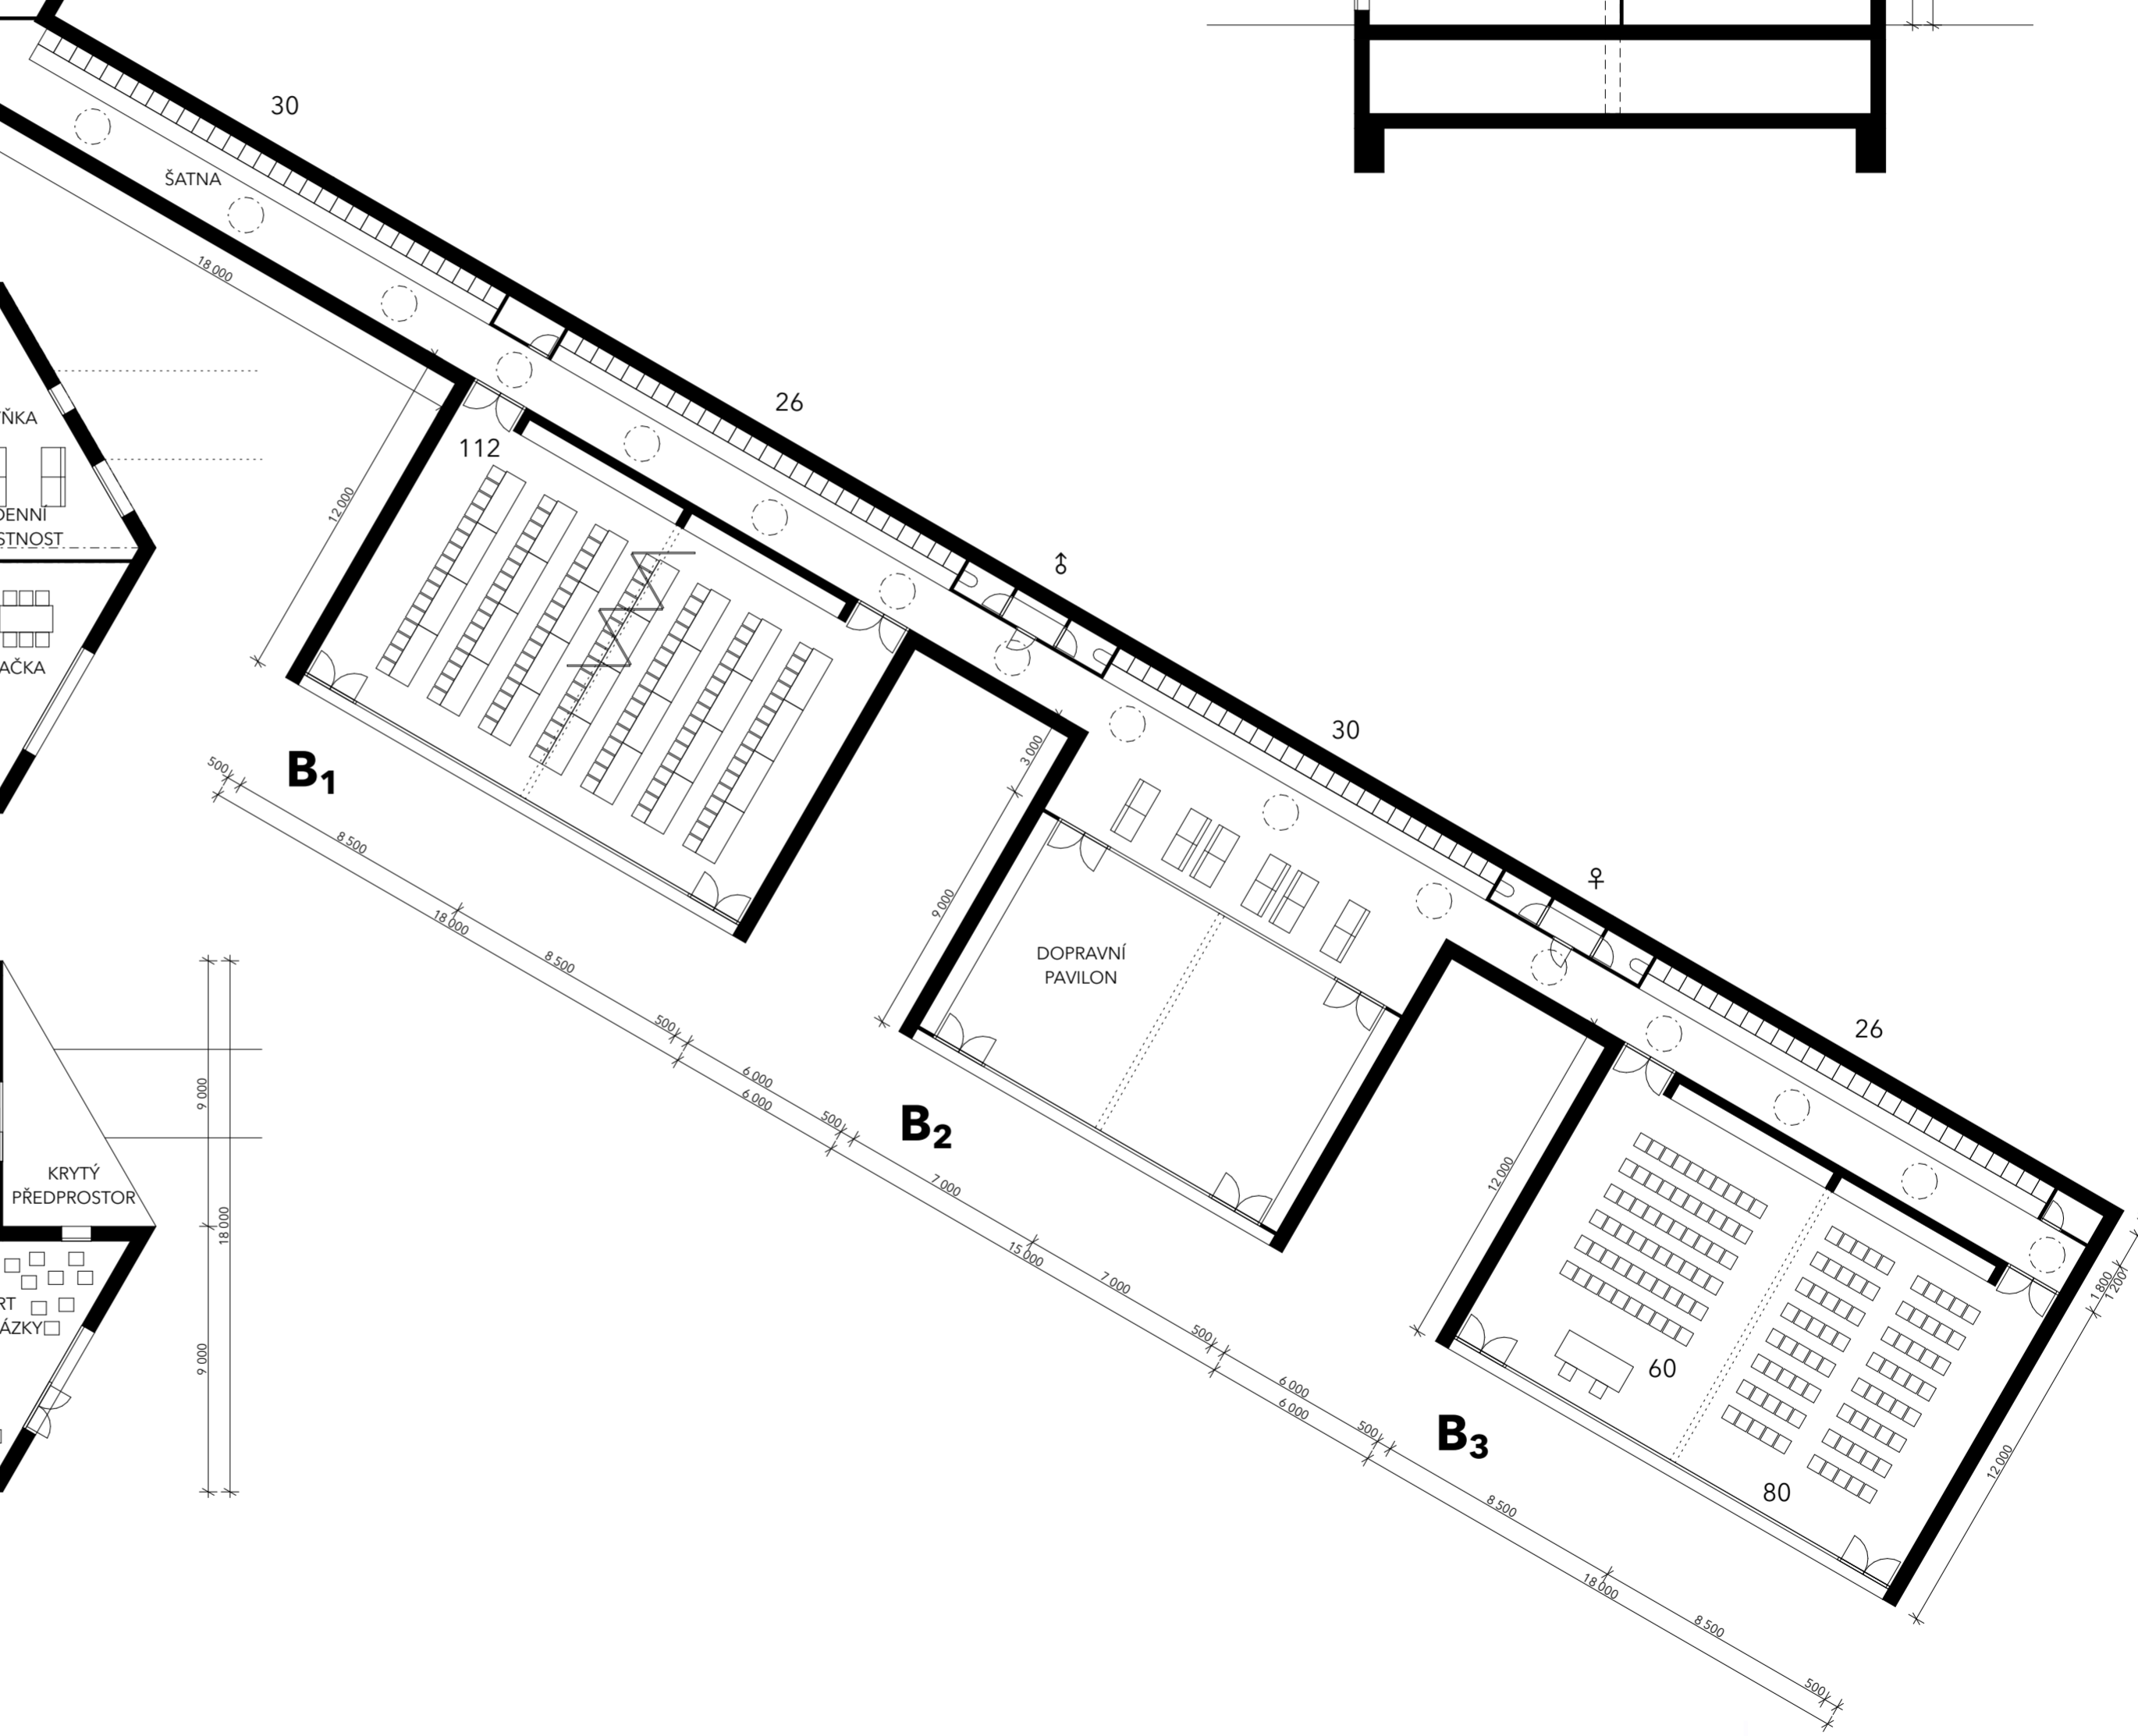 30
ŠATNA
18 000
26
ŇKA
112
DENNÍ
STNOST
12 000
♂
AČKA
30
3 000
B1
500
8 500
18 000
8 500
500
♀
9 000
DOPRAVNÍ
PAVILON
6 000
6 000
500
B2
7 000
15 000
7 000
500
26
9 000
18 000
KRYTÝ
PŘEDPROSTOR
RT
ÁZKY
9 000
12 000
1 800
1 200
60
6 000
6 000
500
B3
80
12 000
8 500
18 000
8 500
500